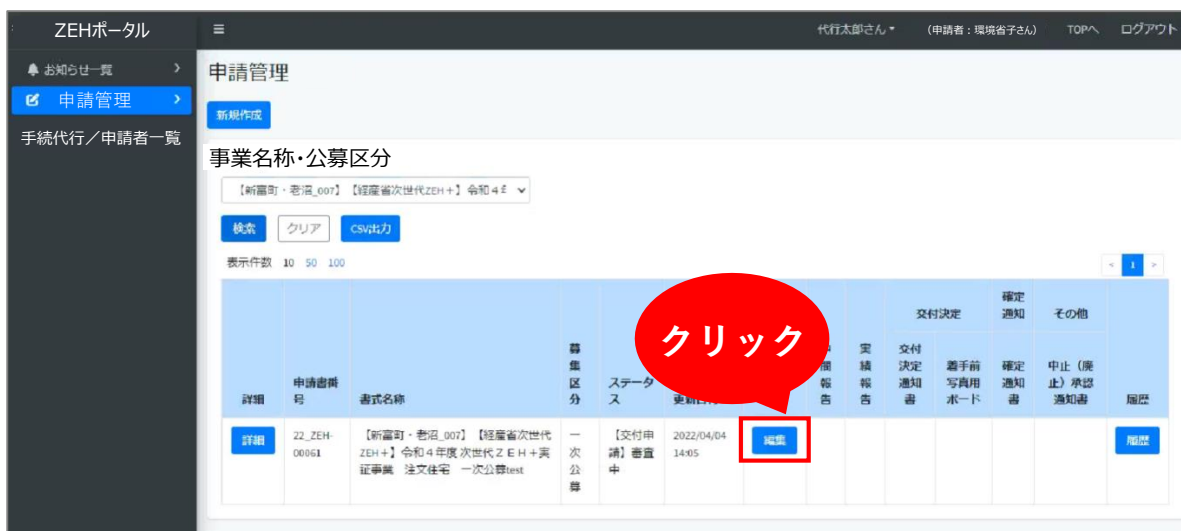 ZEHポータル
代行太郎さん
(申請者：環境省子さん)
TOPへ
ログアウト
お知らせ一覧
申請管理
手続代行／申請者一覧
申請管理
新規作成
事業名称・公募区分
【新富町・老沼_007】【経産省次世代ZEH+】令和4年
検索
クリア
CSV出力
表示件数 10 50 100
< 1 >
詳細
申請書番
号
書式名称
募
集
区
分
ステータ
ス
報
告
実
績
報
告
交付決定
交付
決定
通知
書
着手前
写真用
ボード
確定
通知
確定
通知
書
その他
中止（廃
止）承認
通知書
履歴
クリック
詳細
22_ZEH-
00061
【新富町・老沼_007】【経産省次世代
ZEH+】令和４年度 次世代ＺＥＨ＋実
証事業 注文住宅 一次公募test
一
次
公
募
【交付申
請】審査
中
2022/04/04
14:05
編集
履歴